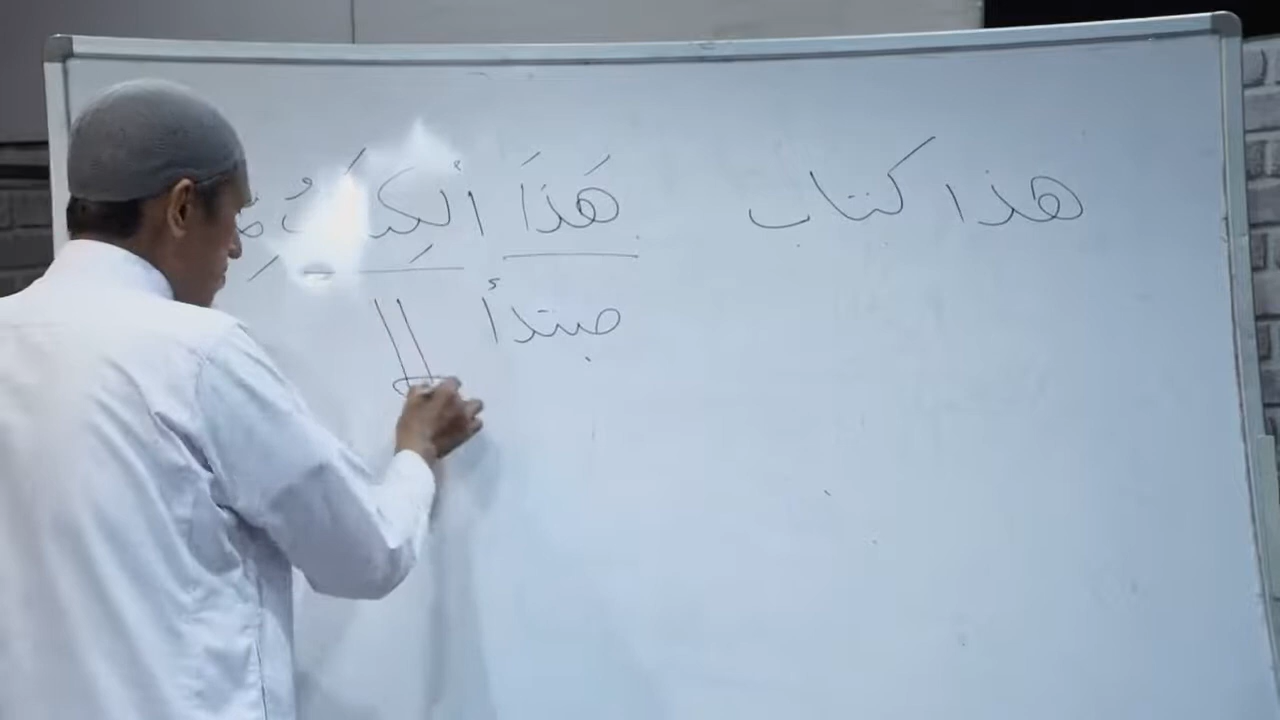 هذا كتاب
هَذَا الْكِتَابُ
مبتدأ